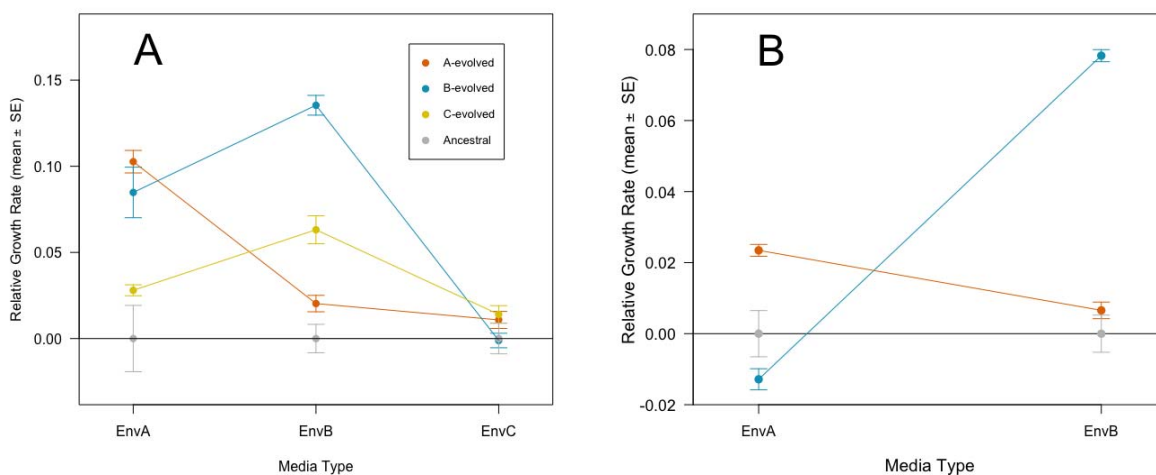 A
A-evolved
B-evolved
C-evolved
Ancestral
Relative Growth Rate (mean ± SE)
0.15
0.10
0.05
0.00
EnvA
EnvB
EnvC
Media Type
B
Relative Growth Rate (mean ± SE)
0.08
0.06
0.04
0.02
0.00
-0.02
EnvA
EnvB
Media Type